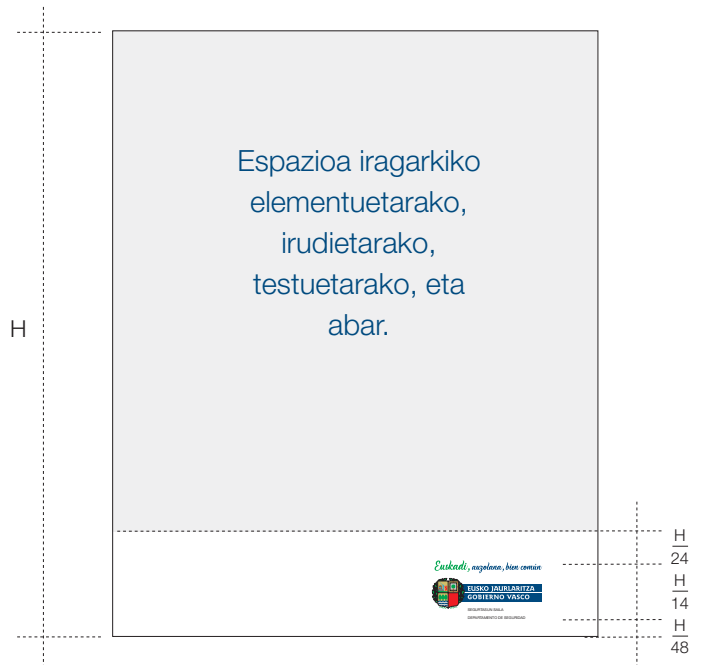 Espazioa iragarkiko
elementuetarako,
irudietarako,
testuetarako, eta
abar.
H
H
24
H
14
H
48
Euskadi, auzolana, bien común
EUSKO JAURLARITZA
GOBIERNO VASCO
SEGURTASUN SAILA
DEPARTAMENTO DE SEGURIDAD